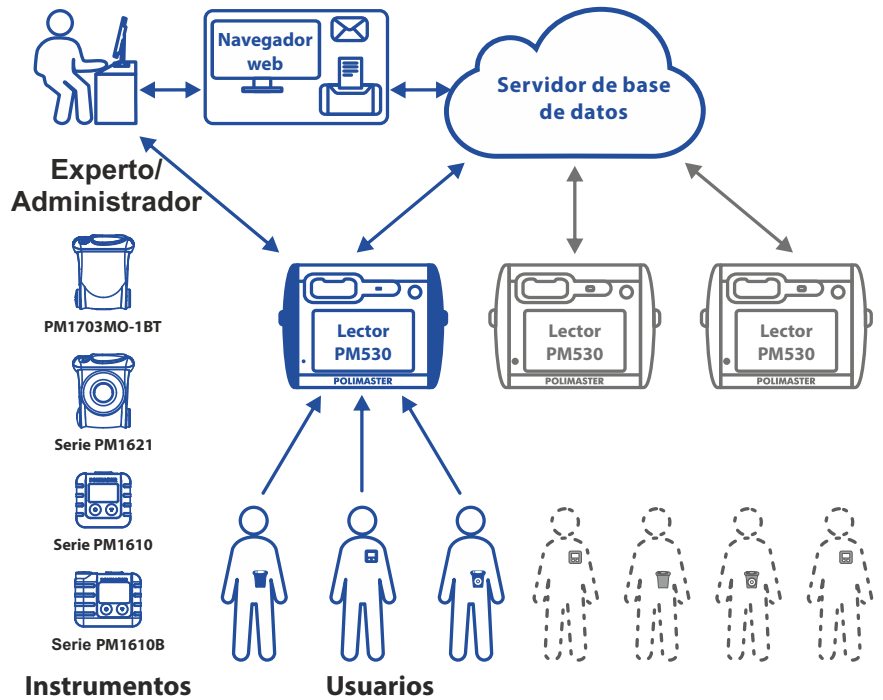 Navegador
web
Servidor de base
de datos
Experto/
Administrador
PM1703MO-1BT
Serie PM1621
Serie PM1610
Serie PM1610B
Instrumentos
Lector
PM530
POLIMASTER
Lector
PM530
POLIMASTER
Lector
PM530
POLIMASTER
Usuarios